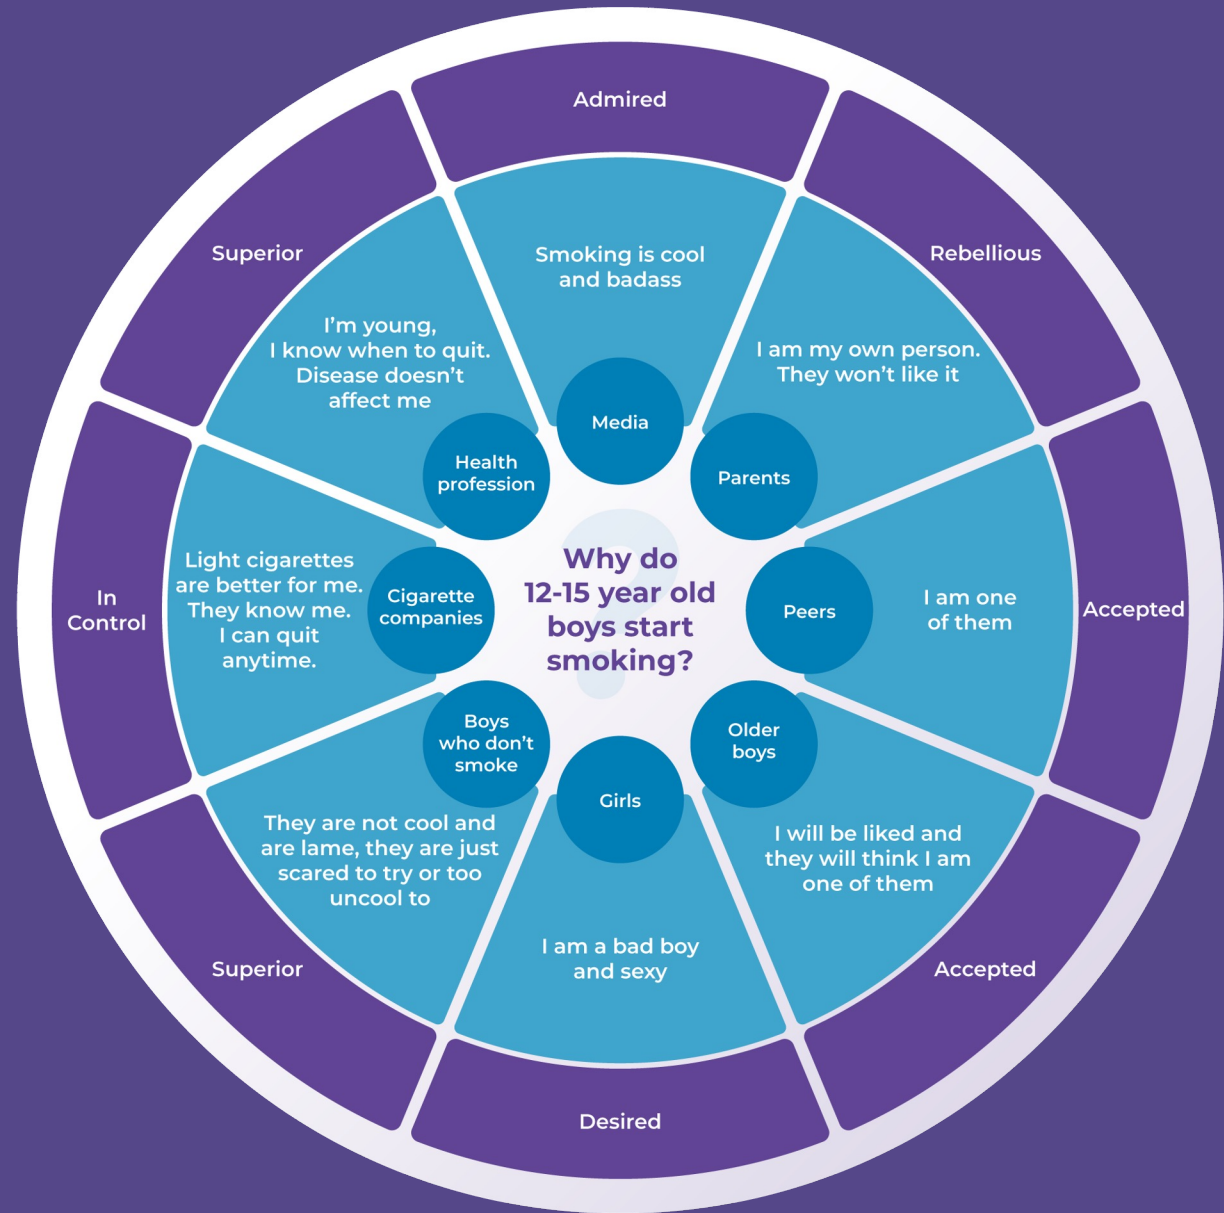 Why do
12-15 year old
boys start
smoking?
Media
Smoking is cool
and badass
Admired
Parents
I am my own person.
They won’t like it
Rebellious
Peers
I am one
of them
Accepted
Older
boys
I will be liked and
they will think I am
one of them
Accepted
Girls
I am a bad boy
and sexy
Desired
Boys
who don’t
smoke
They are not cool and
are lame, they are just
scared to try or too
uncool to
Superior
Cigarette
companies
Light cigarettes
are better for me.
They know me.
I can quit
anytime.
In
Control
Health
profession
I’m young,
I know when to quit.
Disease doesn’t
affect me
Superior
?